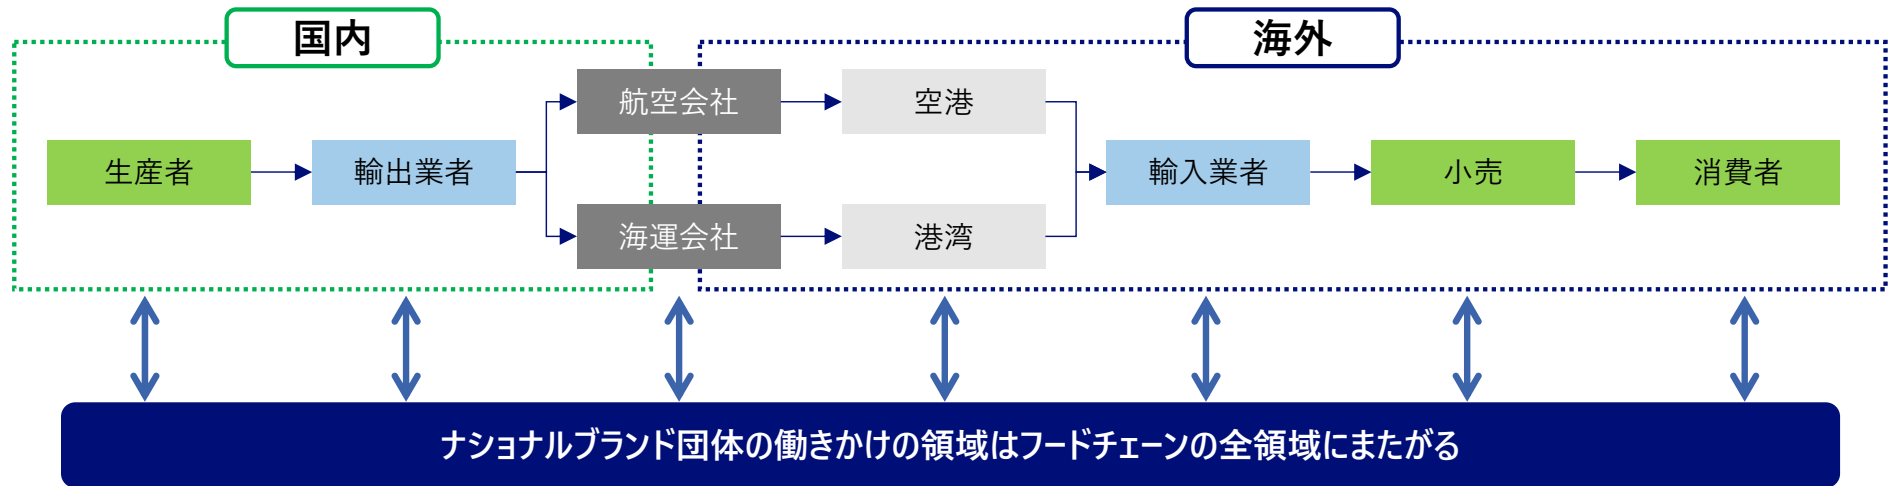 国内
海外
航空会社
空港
生産者
輸出業者
輸入業者
小売
消費者
海運会社
港湾
ナショナルブランド団体の働きかけの領域はフードチェーンの全領域にまたがる